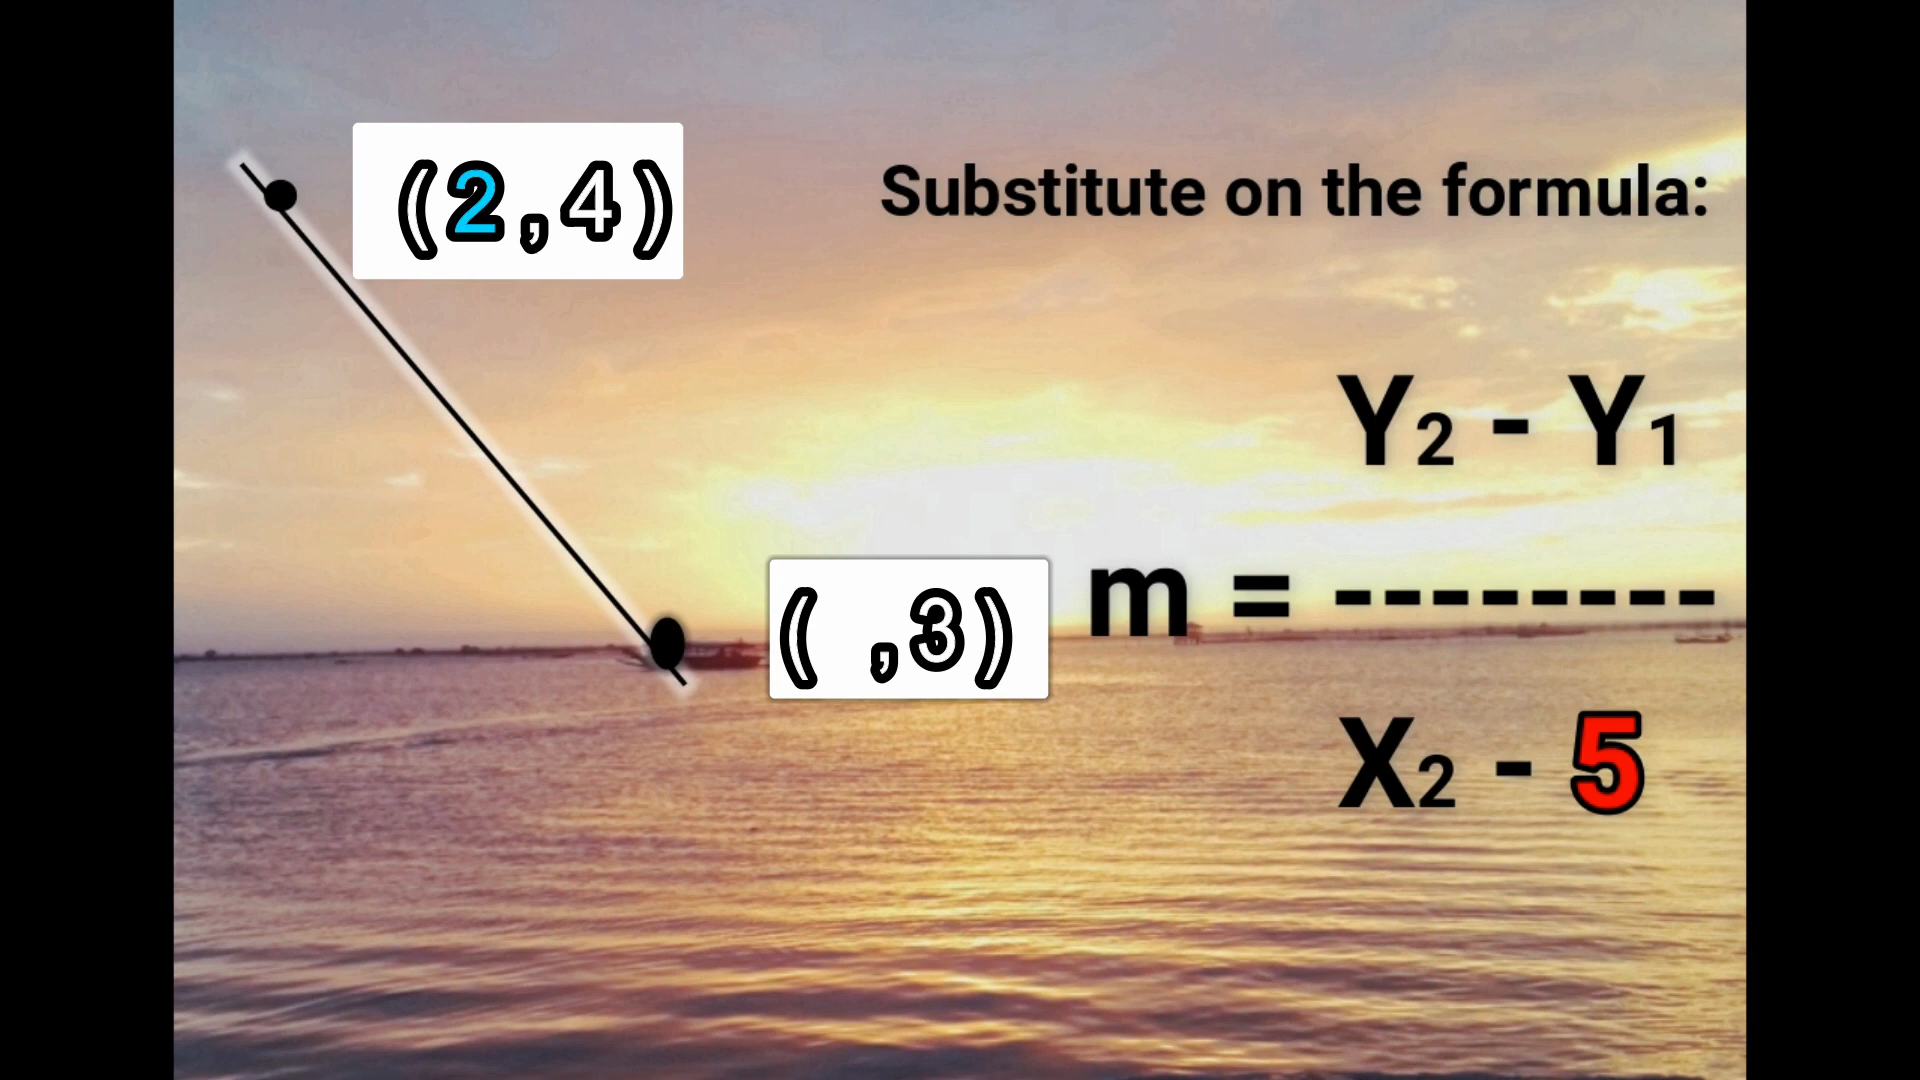 (2,4)
Substitute on the formula:
Y2 - Y1
( ,3)
m = --------
X2 - 5